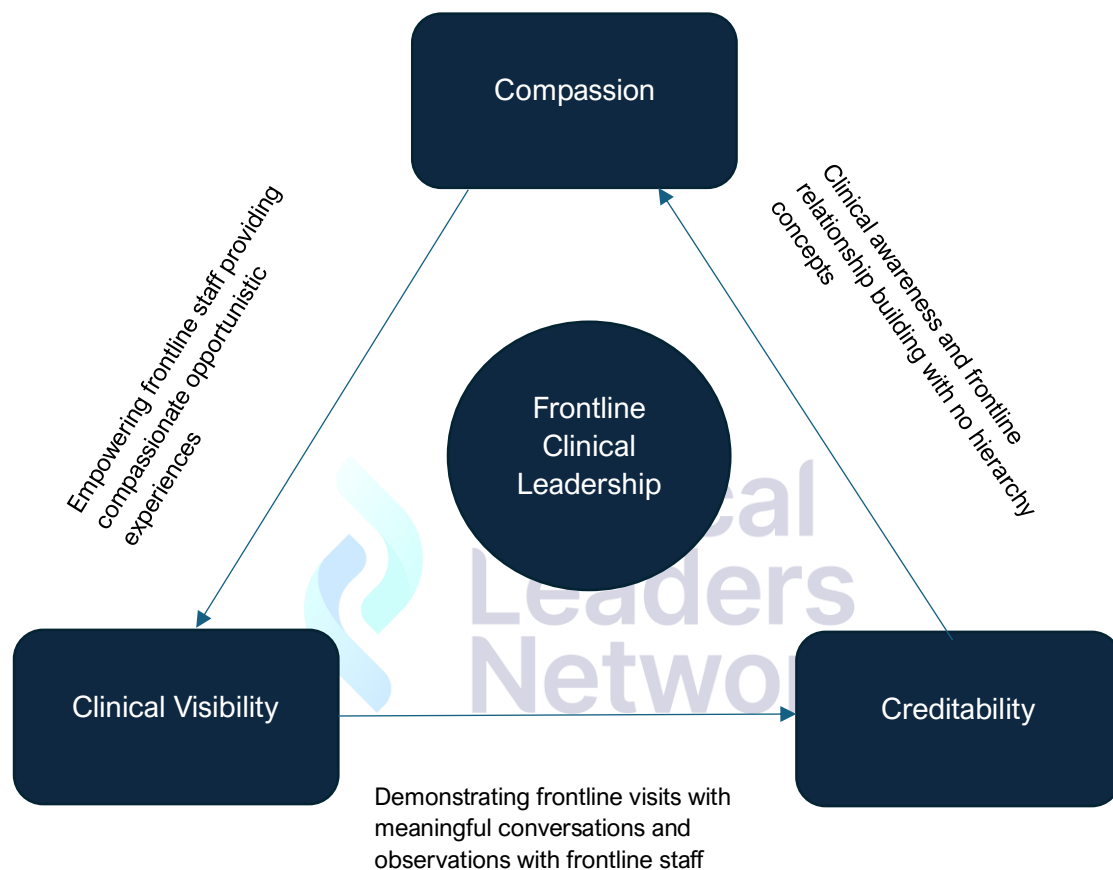 Compassion
Empowering frontline staff providing
compassionate opportunistic
experiences
Clinical awareness and frontline
relationship building with no hierarchy
concepts
Frontline
Clinical
Leadership
Leaders
Clinical Visibility
Creditability
Demonstrating frontline visits with
meaningful conversations and
observations with frontline staff